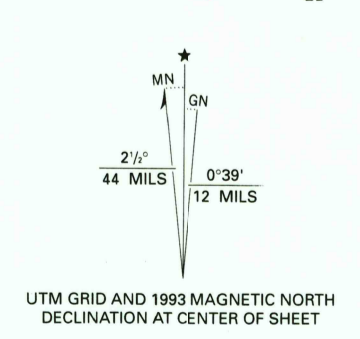 MN
GN
2½°
44 MILS
0°39'
12 MILS
UTM GRID AND 1993 MAGNETIC NORTH
DECLINATION AT CENTER OF SHEET